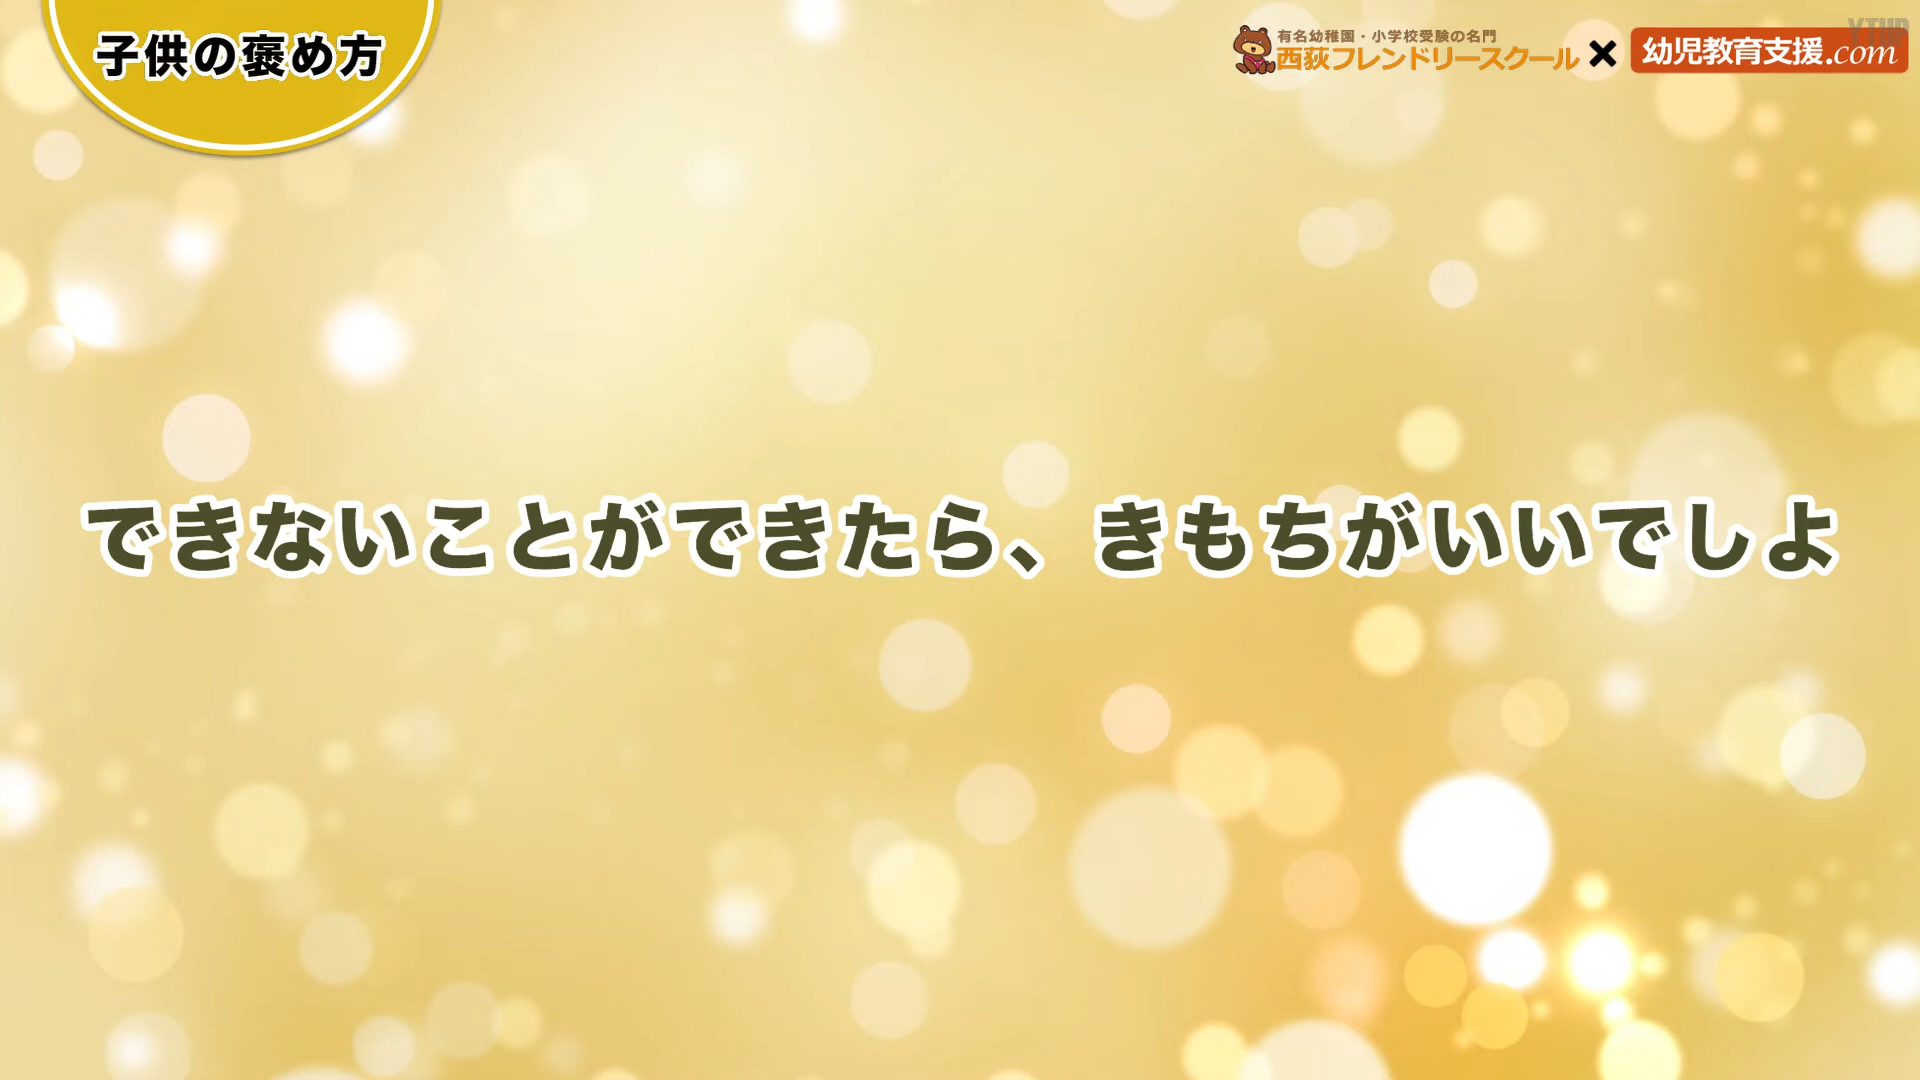 子供の褒め方
有名幼稚園・小学校受験の名門
西荻フレンドリースクール
×
幼児教育支援.com
できないことができたら、きもちがいいでしょ